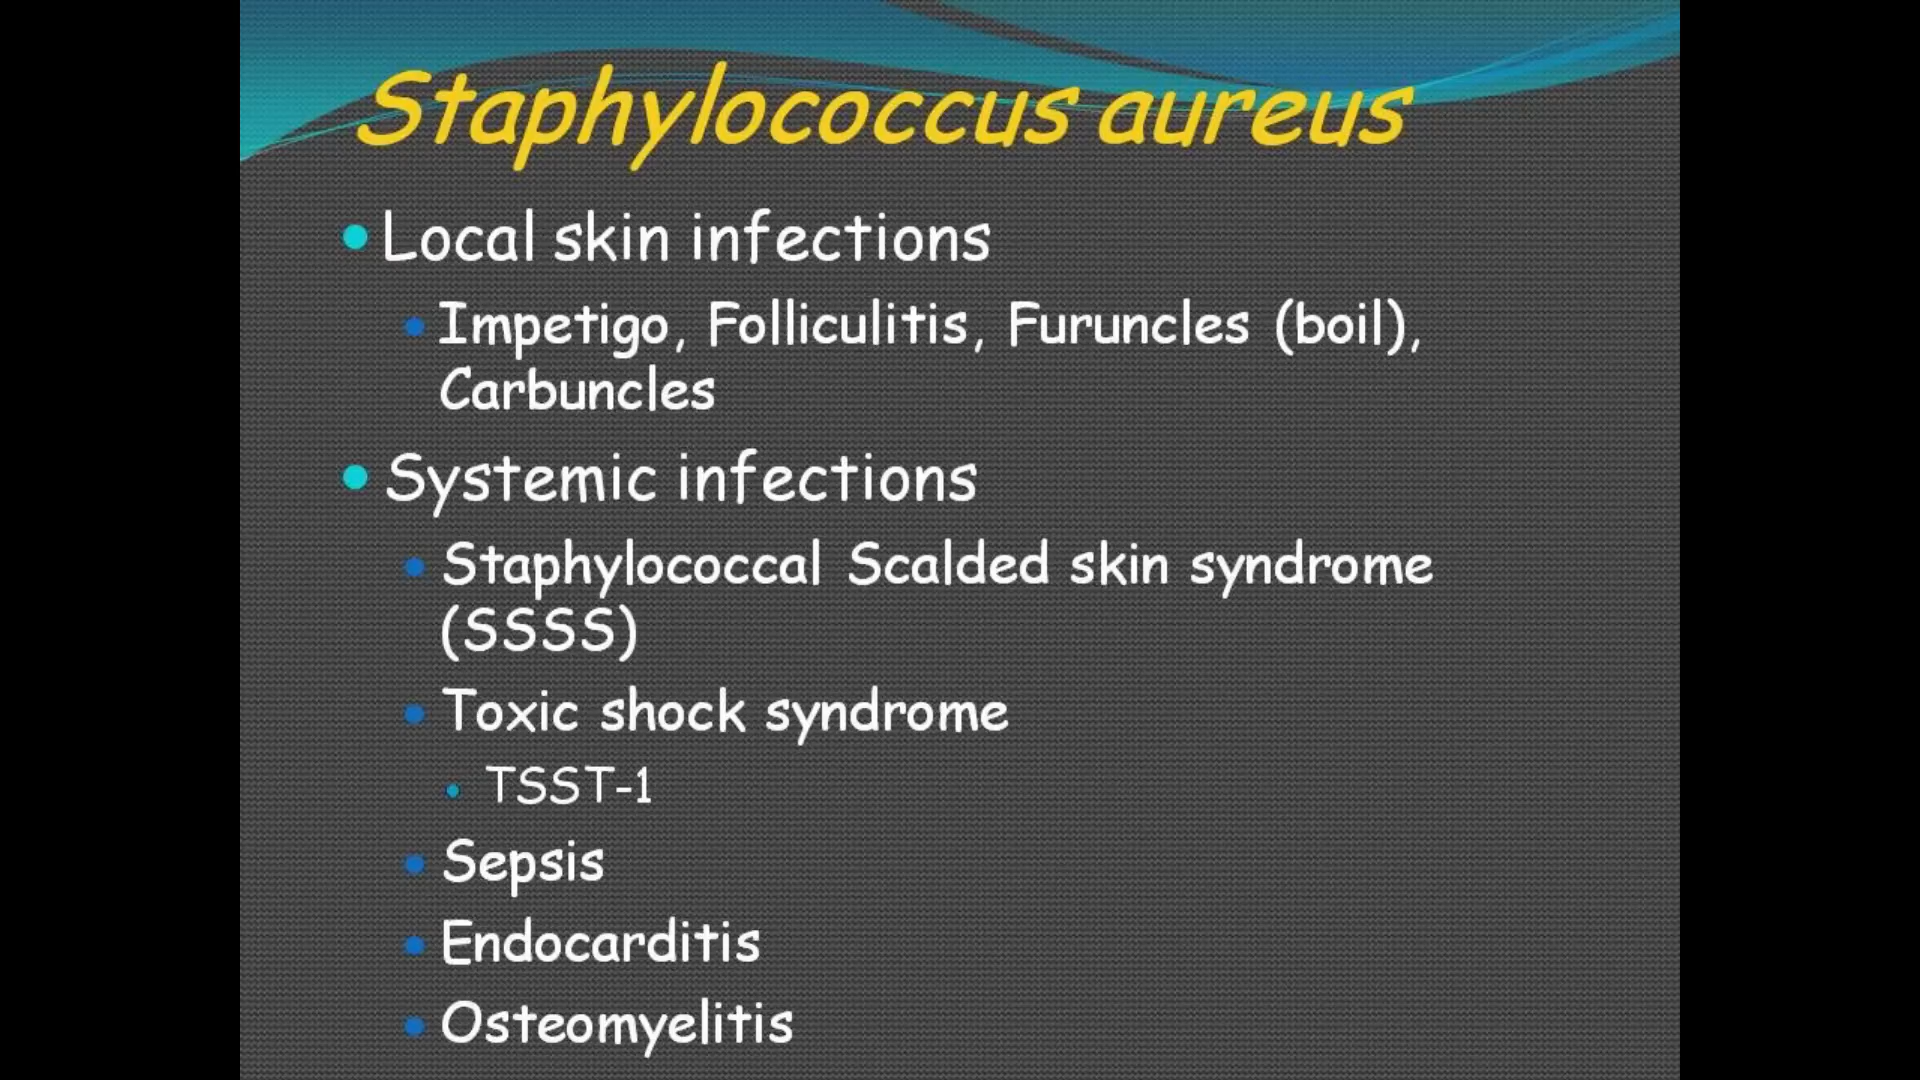 Staphylococcus aureus
Local skin infections
Impetigo, Folliculitis, Furuncles (boil),
Carbuncles
Systemic infections
Staphylococcal Scalded skin syndrome
(SSSS)
Toxic shock syndrome
TSST-1
Sepsis
Endocarditis
Osteomyelitis